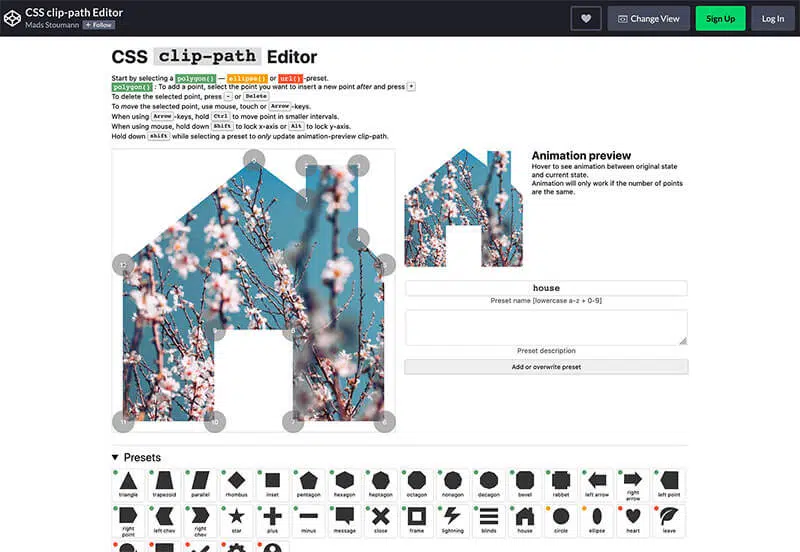 CSS clip-path Editor
Mads Stoumann + Follow
Change View
Sign Up
Log In
CSS clip-path Editor
Start by selecting a polygon() — ellipse() or url()-preset.
polygon() : To add a point, select the point you want to insert a new point after and press +
To delete the selected point, press - or Delete
To move the selected point, use mouse, touch or Arrow-keys.
When using Arrow-keys, hold Ctrl to move point in smaller intervals.
When using mouse, hold down Shift to lock x-axis or Alt to lock y-axis.
Hold down shift while selecting a preset to only update animation-preview clip-path.
0
2
3
1
4
12
5
11
10
7
6
Animation preview
Hover to see animation between original state
and current state.
Animation will only work if the number of points
are the same.
house
Preset name [lowercase a-z + 0-9]
Preset description
Add or overwrite preset
▼ Presets
triangle trapezoid parallel rhombus inset pentagon hexagon heptagon octagon nonagon decagon bevel rabbet left arrow right arrow left point
right point left chev right chev star plus minus message close frame lightning blinds house circle ellipse heart leave